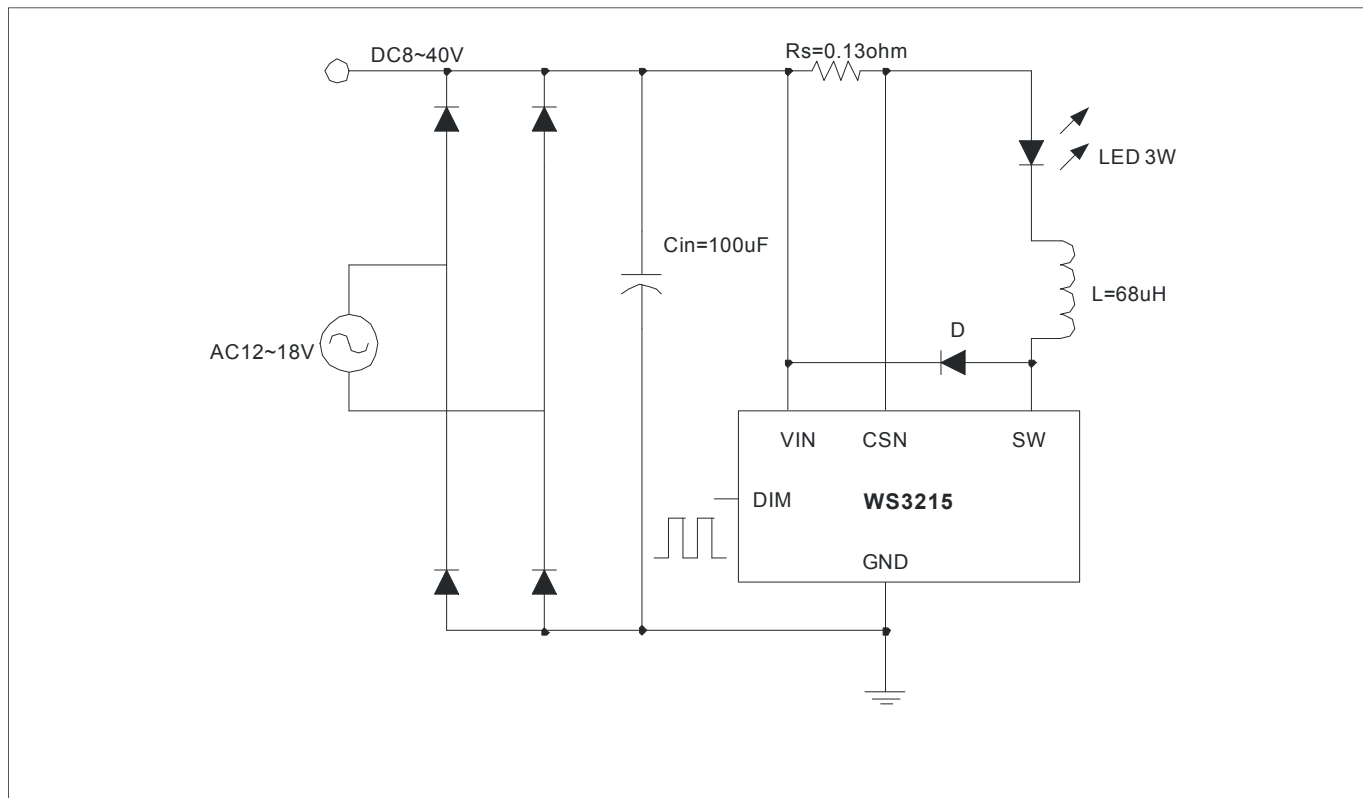 DC8~40V
Rs=0.13ohm
LED 3W
Cin=100uF
L=68uH
AC12~18V
D
VIN CSN SW
DIM WS3215
GND